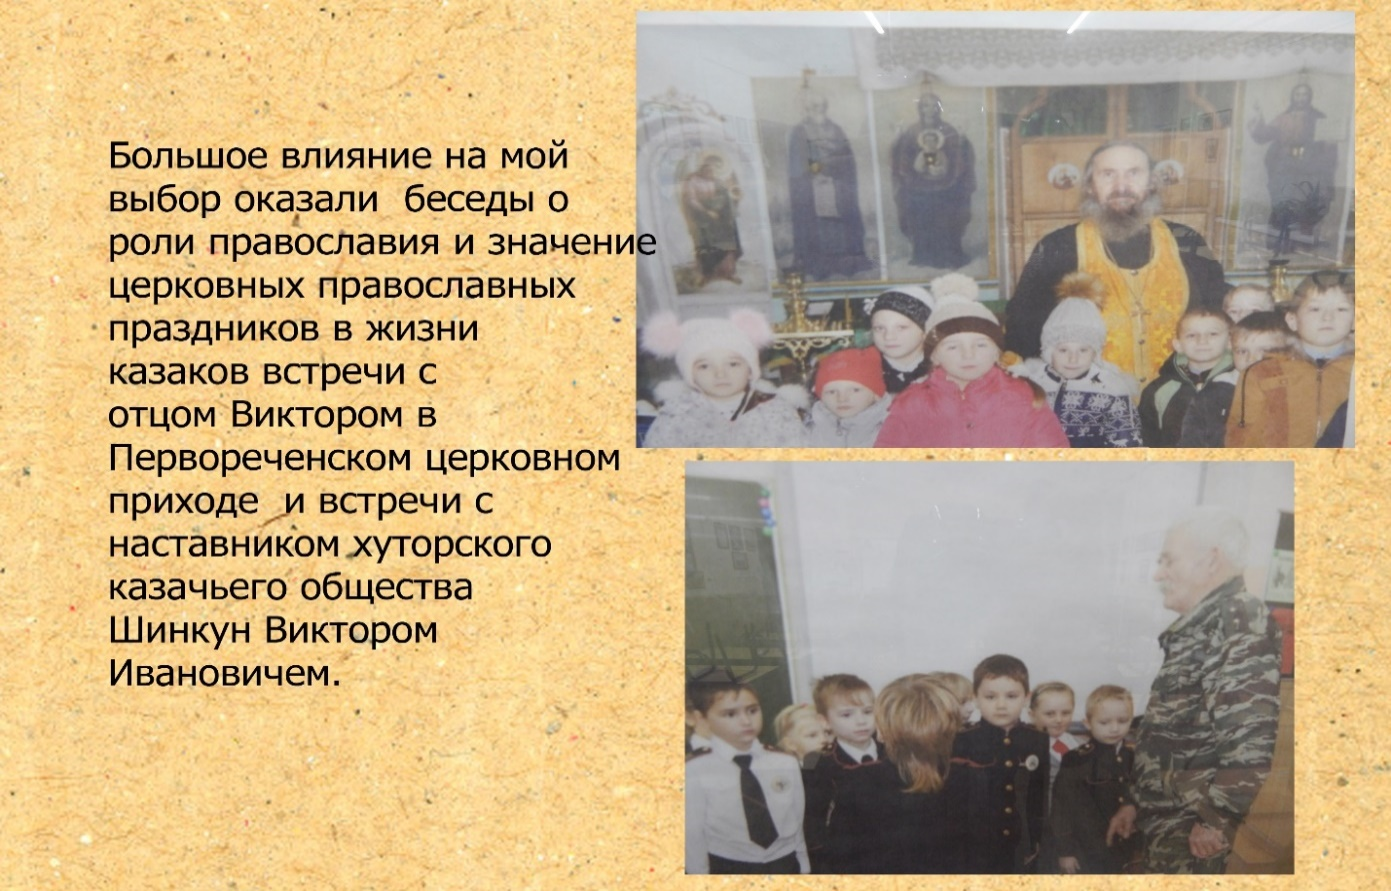 Большое влияние на мой
выбор оказали  беседы о
роли православия и значение
церковных православных
праздников в жизни
казаков встречи с
отцом Виктором в
Первореченском церковном
приходе  и встречи с
наставником хуторского
казачьего общества
Шинкун Виктором
Ивановичем.